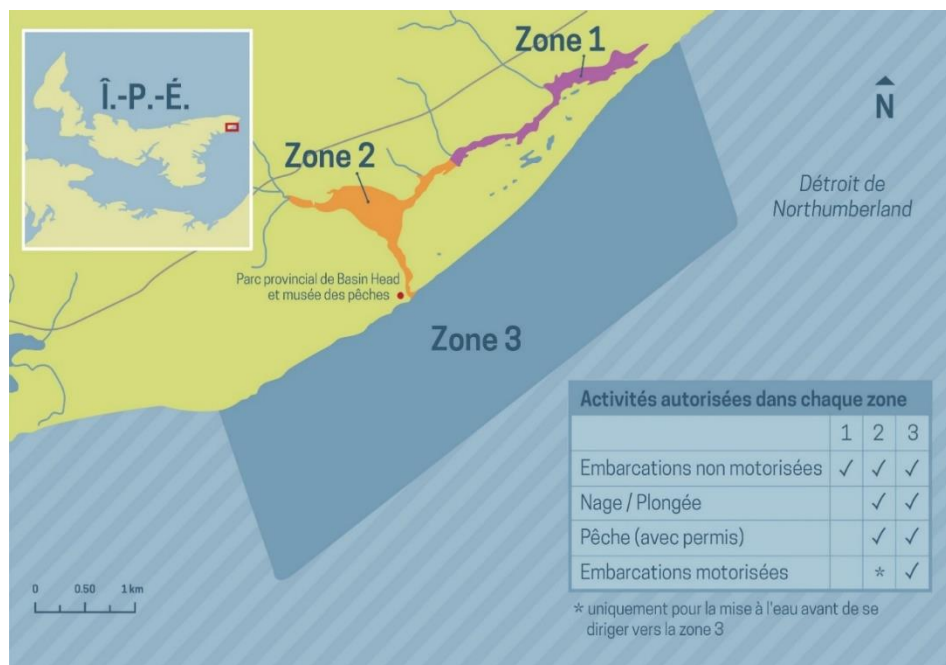 Î.-P.-É.
Zone 1
Zone 2
N
Détroit de
Northumberland
Parc provincial de Basin Head
et musée des pêches
Zone 3
Activités autorisées dans chaque zone
1 2 3
Embarcations non motorisées ✓ ✓ ✓
Nage / Plongée ✓ ✓
Pêche (avec permis) ✓ ✓
Embarcations motorisées * ✓
* uniquement pour la mise à l'eau avant de se
diriger vers la zone 3
0 0.50 1 km